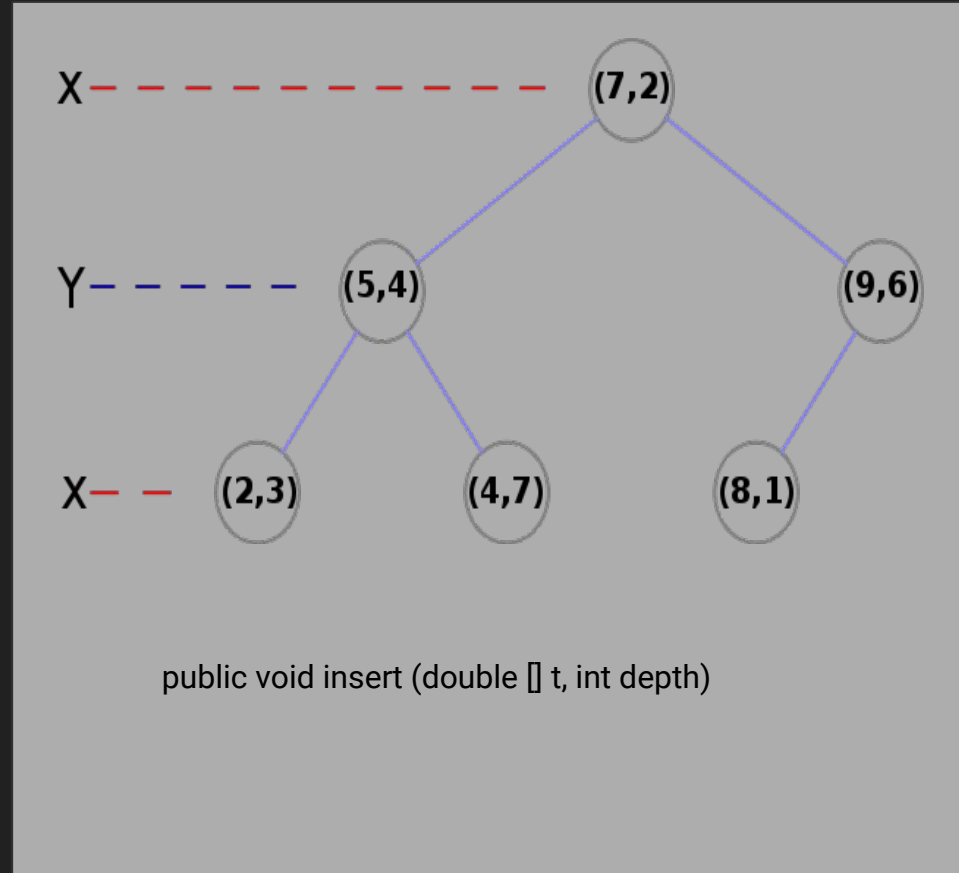 X (7,2)
Y (5,4) (9,6)
X (2,3) (4,7) (8,1)
public void insert (double [] t, int depth)